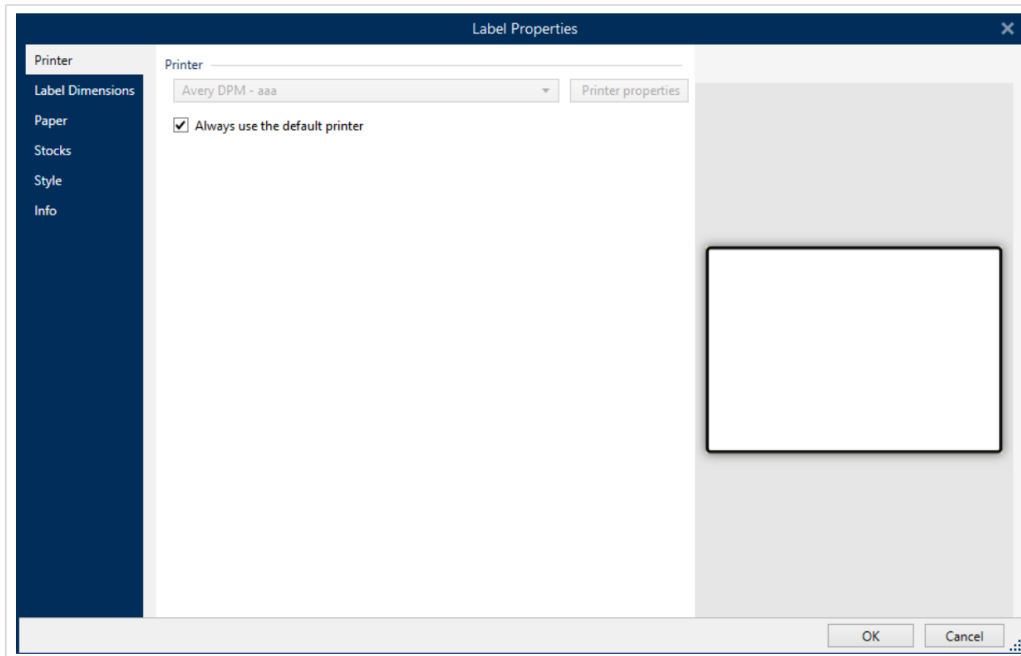 Label Properties
Printer
Label Dimensions
Paper
Stocks
Style
Info
Printer
Avery DPM - aaa
Printer properties
Always use the default printer
OK
Cancel